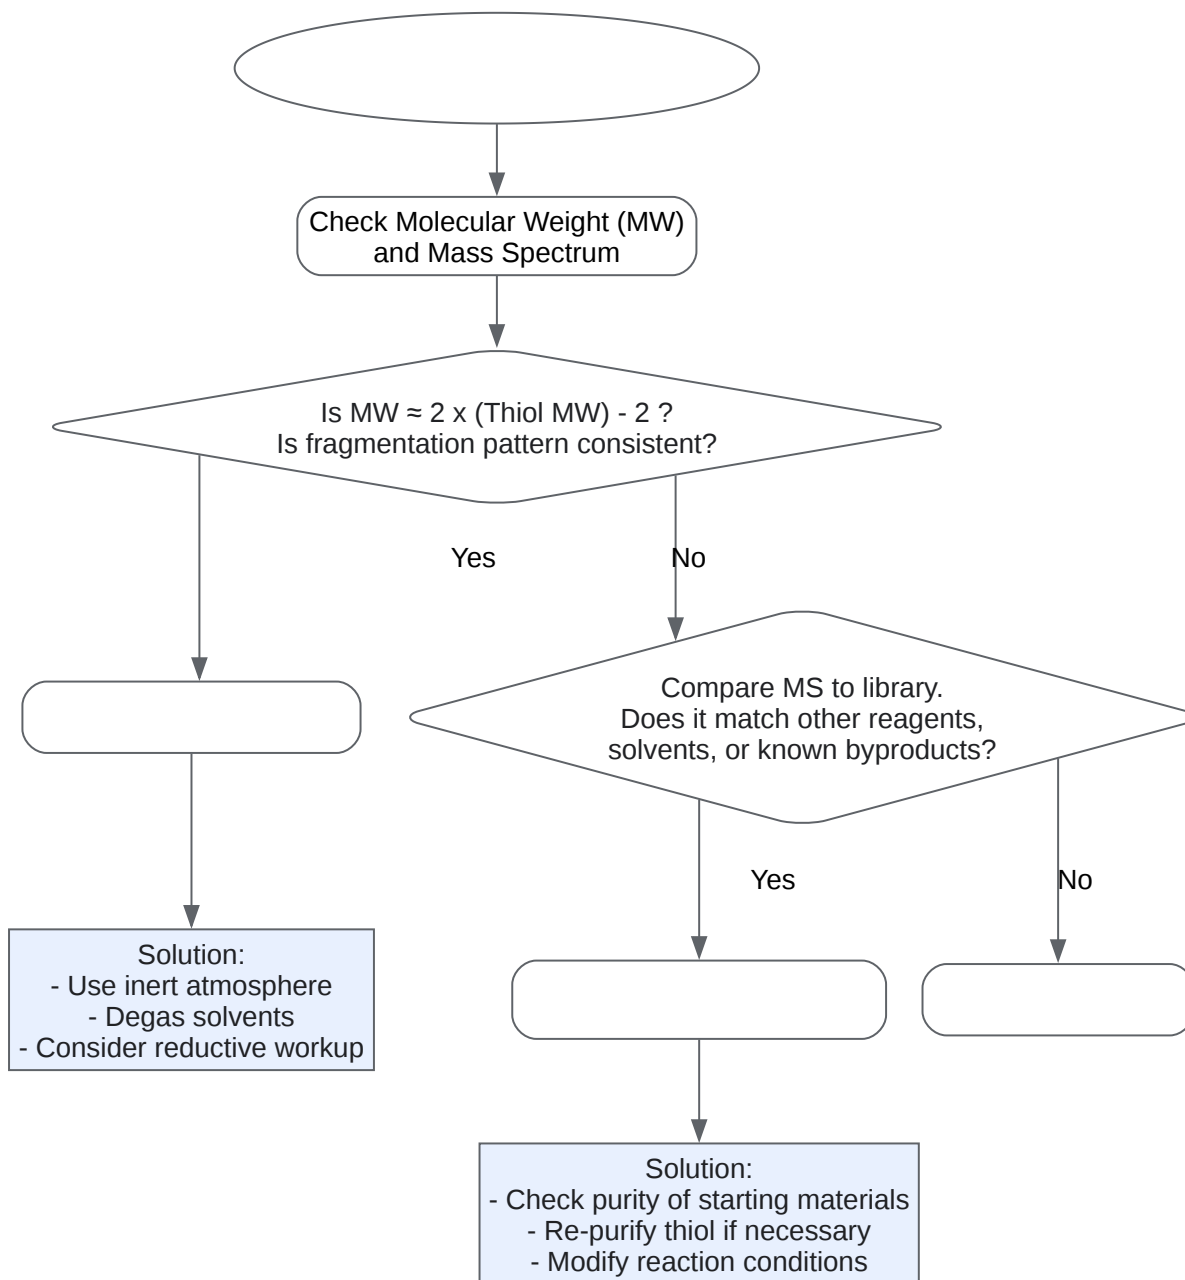 Check Molecular Weight (MW)
and Mass Spectrum
Is MW ≈ 2 x (Thiol MW) - 2 ?
Is fragmentation pattern consistent?
Yes
No
Compare MS to library.
Does it match other reagents,
solvents, or known byproducts?
Yes
No
Solution:
- Use inert atmosphere
- Degas solvents
- Consider reductive workup
Solution:
- Check purity of starting materials
- Re-purify thiol if necessary
- Modify reaction conditions